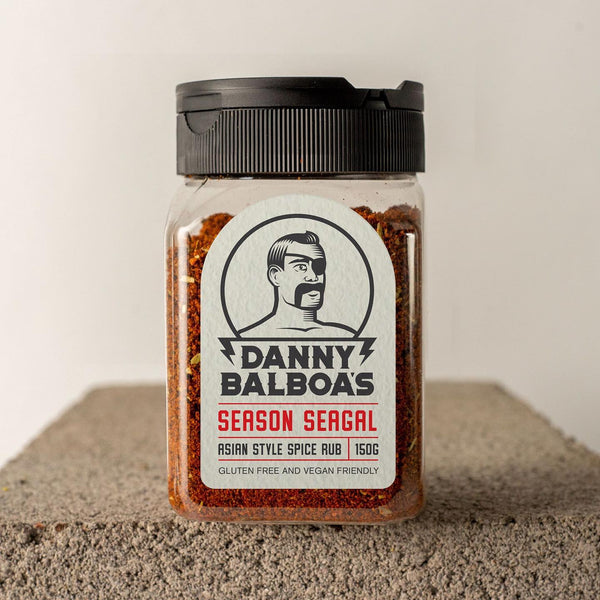 DANNY
BALBOA'S
SEASON SEAGAL
ASIAN STYLE SPICE RUB 150G
GLUTEN FREE AND VEGAN FRIENDLY